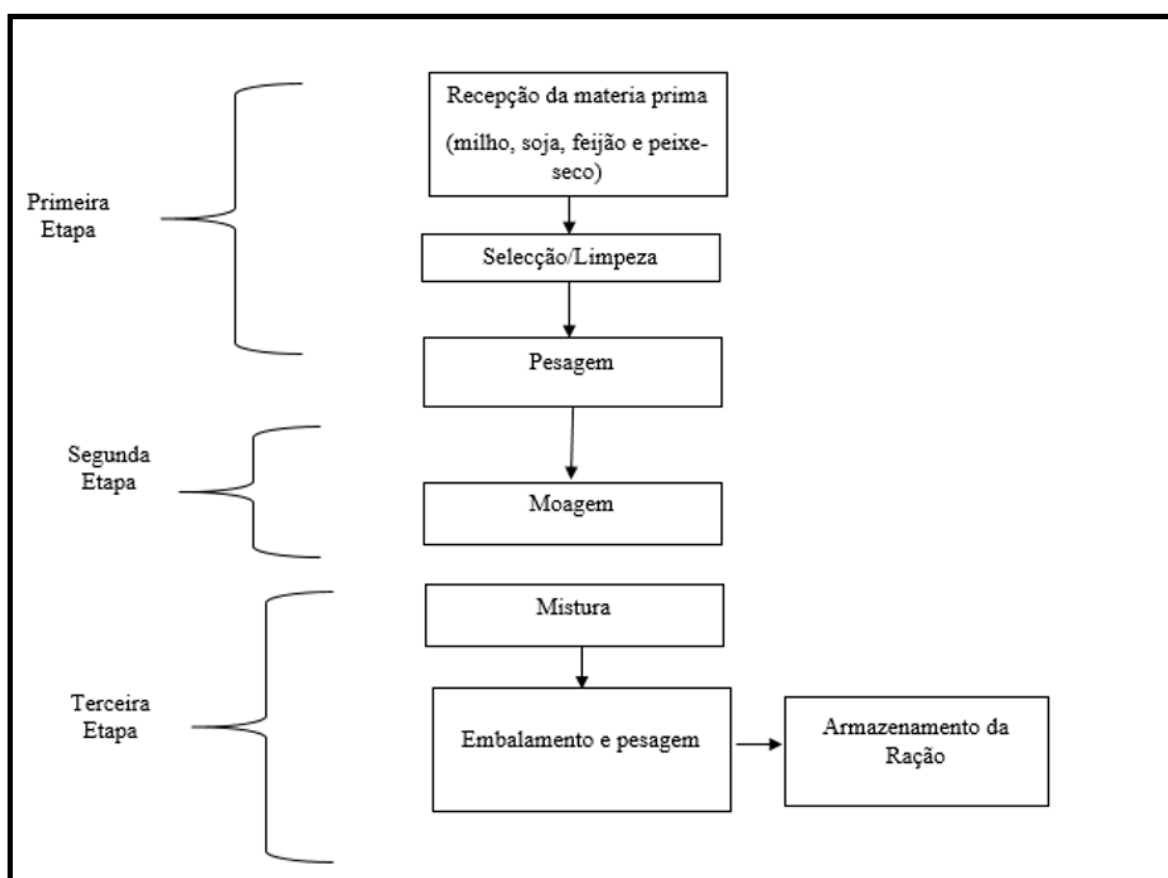 Recepção da materia prima
(milho, soja, feijão e peixe-
seco)
Primeira
Etapa
Selecção/Limpeza
Pesagem
Segunda
Etapa
Moagem
Mistura
Terceira
Etapa
Embalamento e pesagem
Armazenamento da
Ração